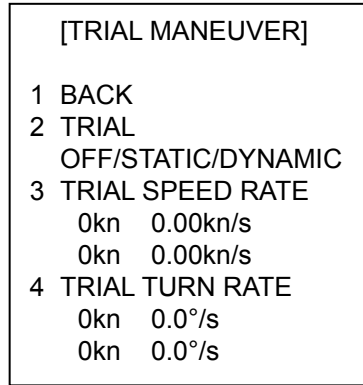 [TRIAL MANEUVER]
1 BACK
2 TRIAL
OFF/STATIC/DYNAMIC
3 TRIAL SPEED RATE
0kn 0.00kn/s
0kn 0.00kn/s
4 TRIAL TURN RATE
0kn 0.0°/s
0kn 0.0°/s